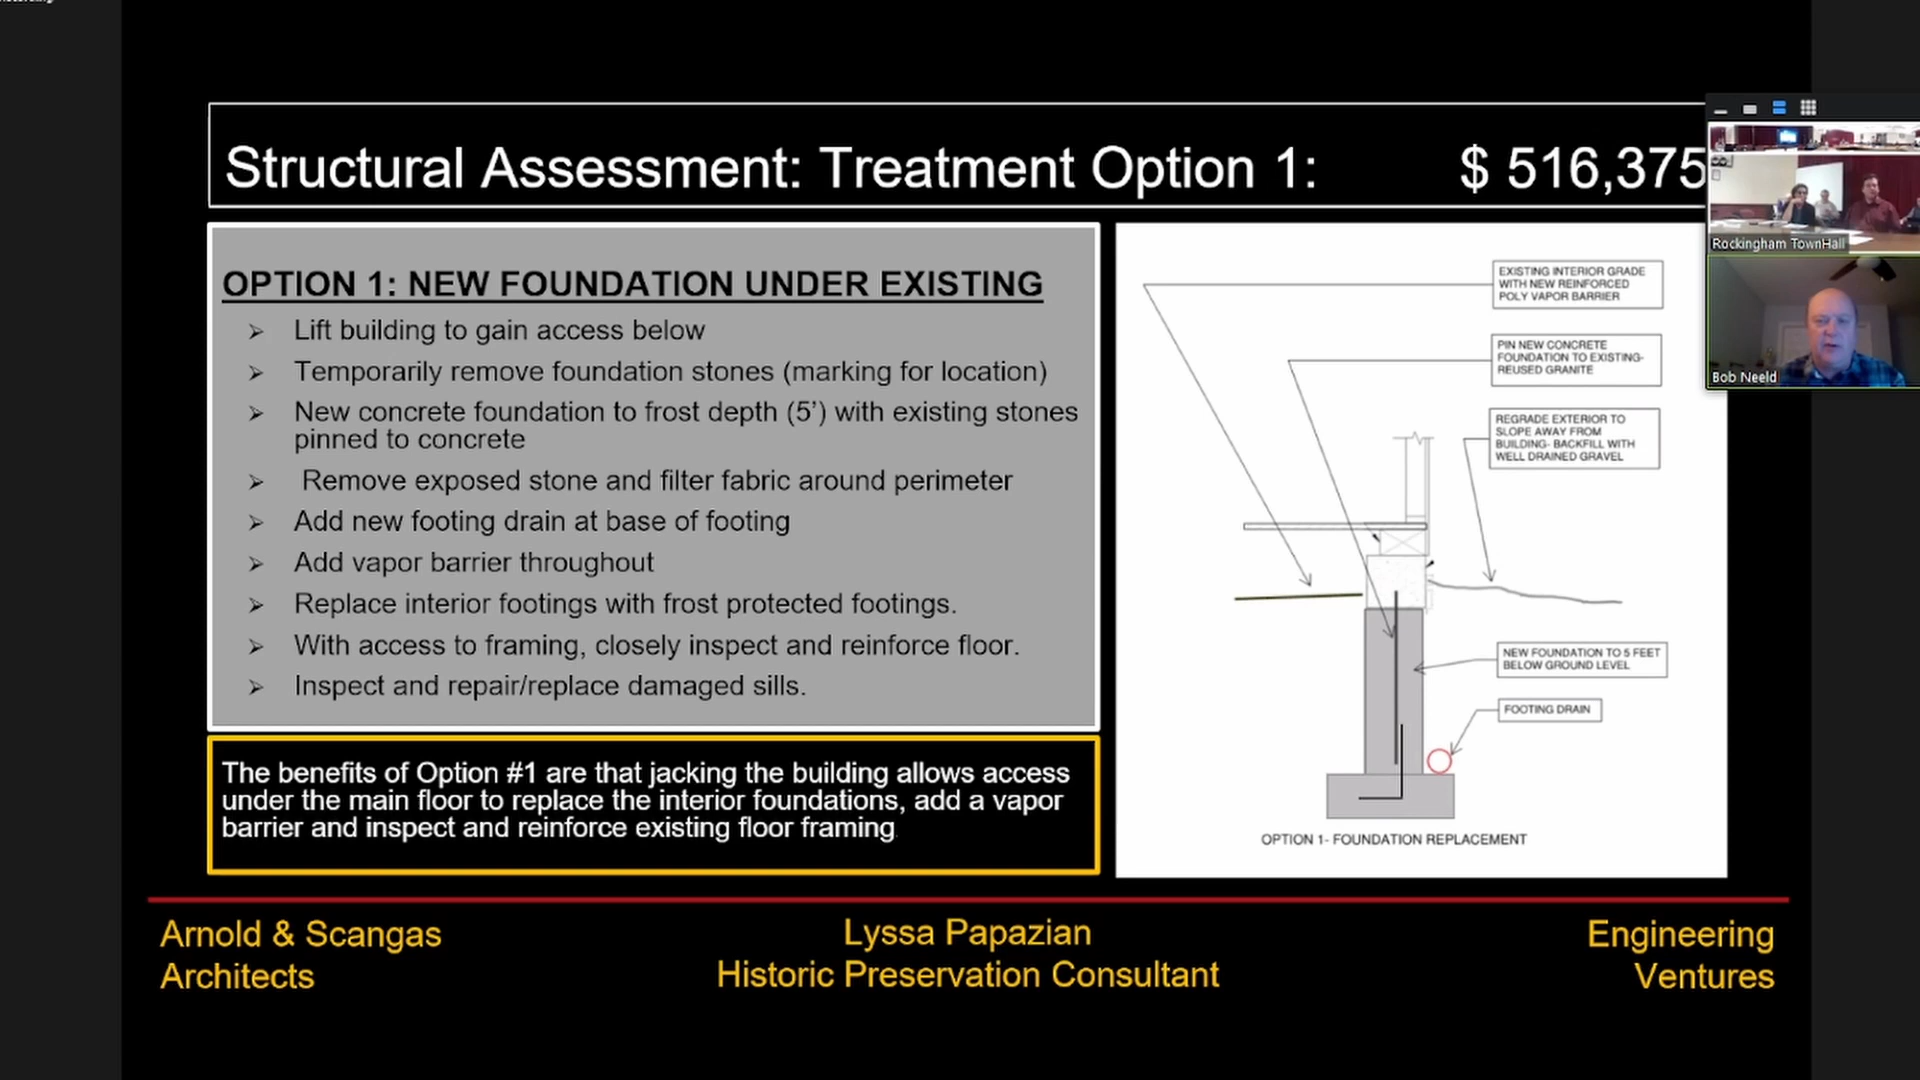 Structural Assessment: Treatment Option 1: $ 516,375
OPTION 1: NEW FOUNDATION UNDER EXISTING
➢ Lift building to gain access below
➢ Temporarily remove foundation stones (marking for location)
➢ New concrete foundation to frost depth (5’) with existing stones
pinned to concrete
➢ Remove exposed stone and filter fabric around perimeter
➢ Add new footing drain at base of footing
➢ Add vapor barrier throughout
➢ Replace interior footings with frost protected footings.
➢ With access to framing, closely inspect and reinforce floor.
➢ Inspect and repair/replace damaged sills.
The benefits of Option #1 are that jacking the building allows access
under the main floor to replace the interior foundations, add a vapor
barrier and inspect and reinforce existing floor framing
EXISTING INTERIOR GRADE
WITH NEW REINFORCED
POLY VAPOR BARRIER
PIN NEW CONCRETE
FOUNDATION TO EXISTING-
REUSED GRANITE
REGRADE EXTERIOR TO
SLOPE AWAY FROM
BUILDING- BACKFILL WITH
WELL DRAINED GRAVEL
NEW FOUNDATION TO 5 FEET
BELOW GROUND LEVEL
FOOTING DRAIN
OPTION 1- FOUNDATION REPLACEMENT
Rockingham TownHall
Bob Neeld
Arnold & Scangas
Architects
Lyssa Papazian
Historic Preservation Consultant
Engineering
Ventures